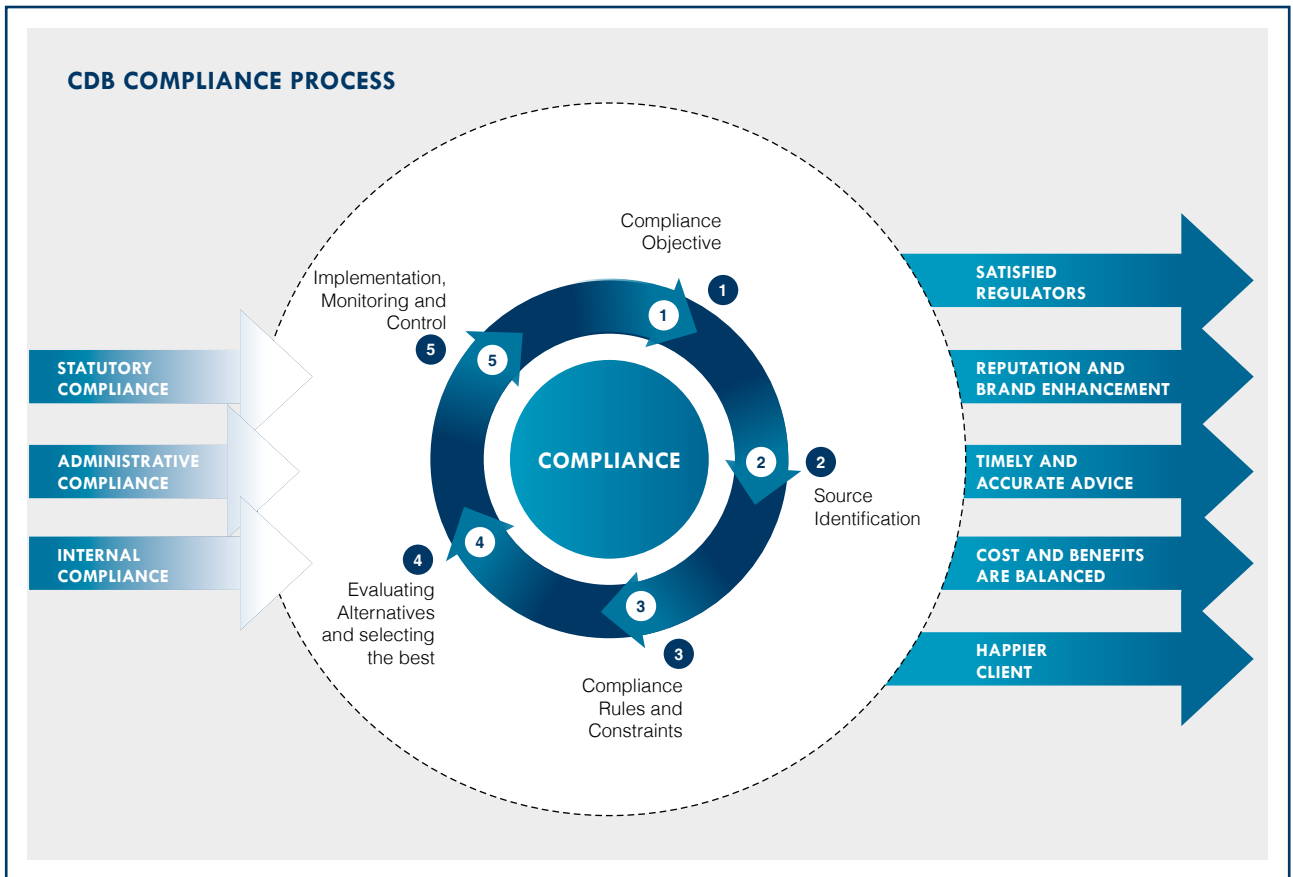 CDB COMPLIANCE PROCESS
STATUTORY
COMPLIANCE
ADMINISTRATIVE
COMPLIANCE
INTERNAL
COMPLIANCE
Compliance
Objective
1
1
2
2
Source
Identification
3
3
Compliance
Rules and
Constraints
4
4
Evaluating
Alternatives
and selecting
the best
Implementation,
Monitoring and
Control
5
5
COMPLIANCE
SATISFIED
REGULATORS
REPUTATION AND
BRAND ENHANCEMENT
TIMELY AND
ACCURATE ADVICE
COST AND BENEFITS
ARE BALANCED
HAPPIER
CLIENT